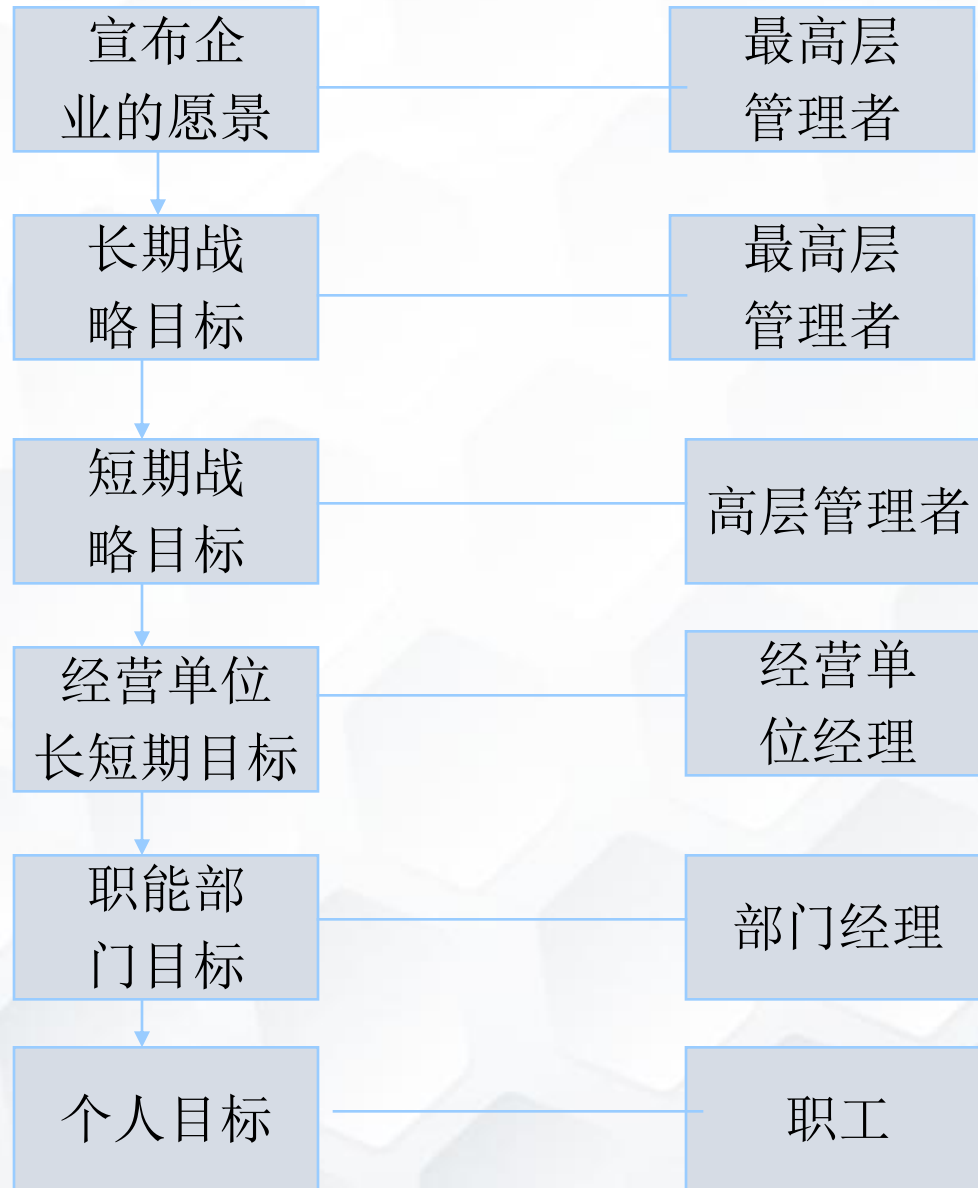 宣布企
业的愿景
最高层
管理者
长期战
略目标
最高层
管理者
短期战
略目标
高层管理者
经营单位
长短期目标
经营单
位经理
职能部
门目标
部门经理
个人目标
职工